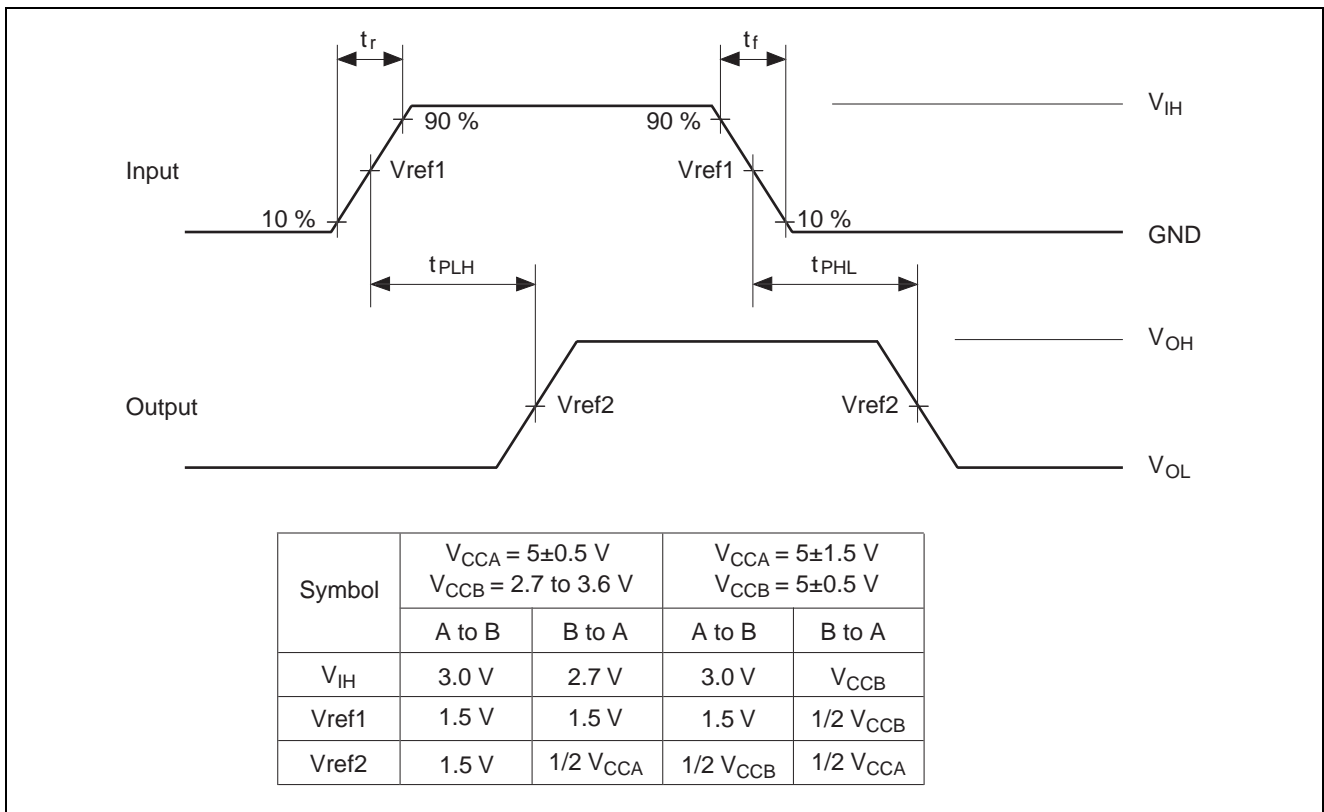 tr
tf
VIH
90 %
90 %
Input
Vref1
Vref1
10 %
10 %
GND
tPLH
tPHL
VOH
Output
Vref2
Vref2
VOL
Symbol
VCCA = 5±0.5 V
VCCB = 2.7 to 3.6 V
VCCA = 5±1.5 V
VCCB = 5±0.5 V
A to B B to A A to B B to A
VIH 3.0 V 2.7 V 3.0 V VCCB
Vref1 1.5 V 1.5 V 1.5 V 1/2 VCCB
Vref2 1.5 V 1/2 VCCA 1/2 VCCB 1/2 VCCA